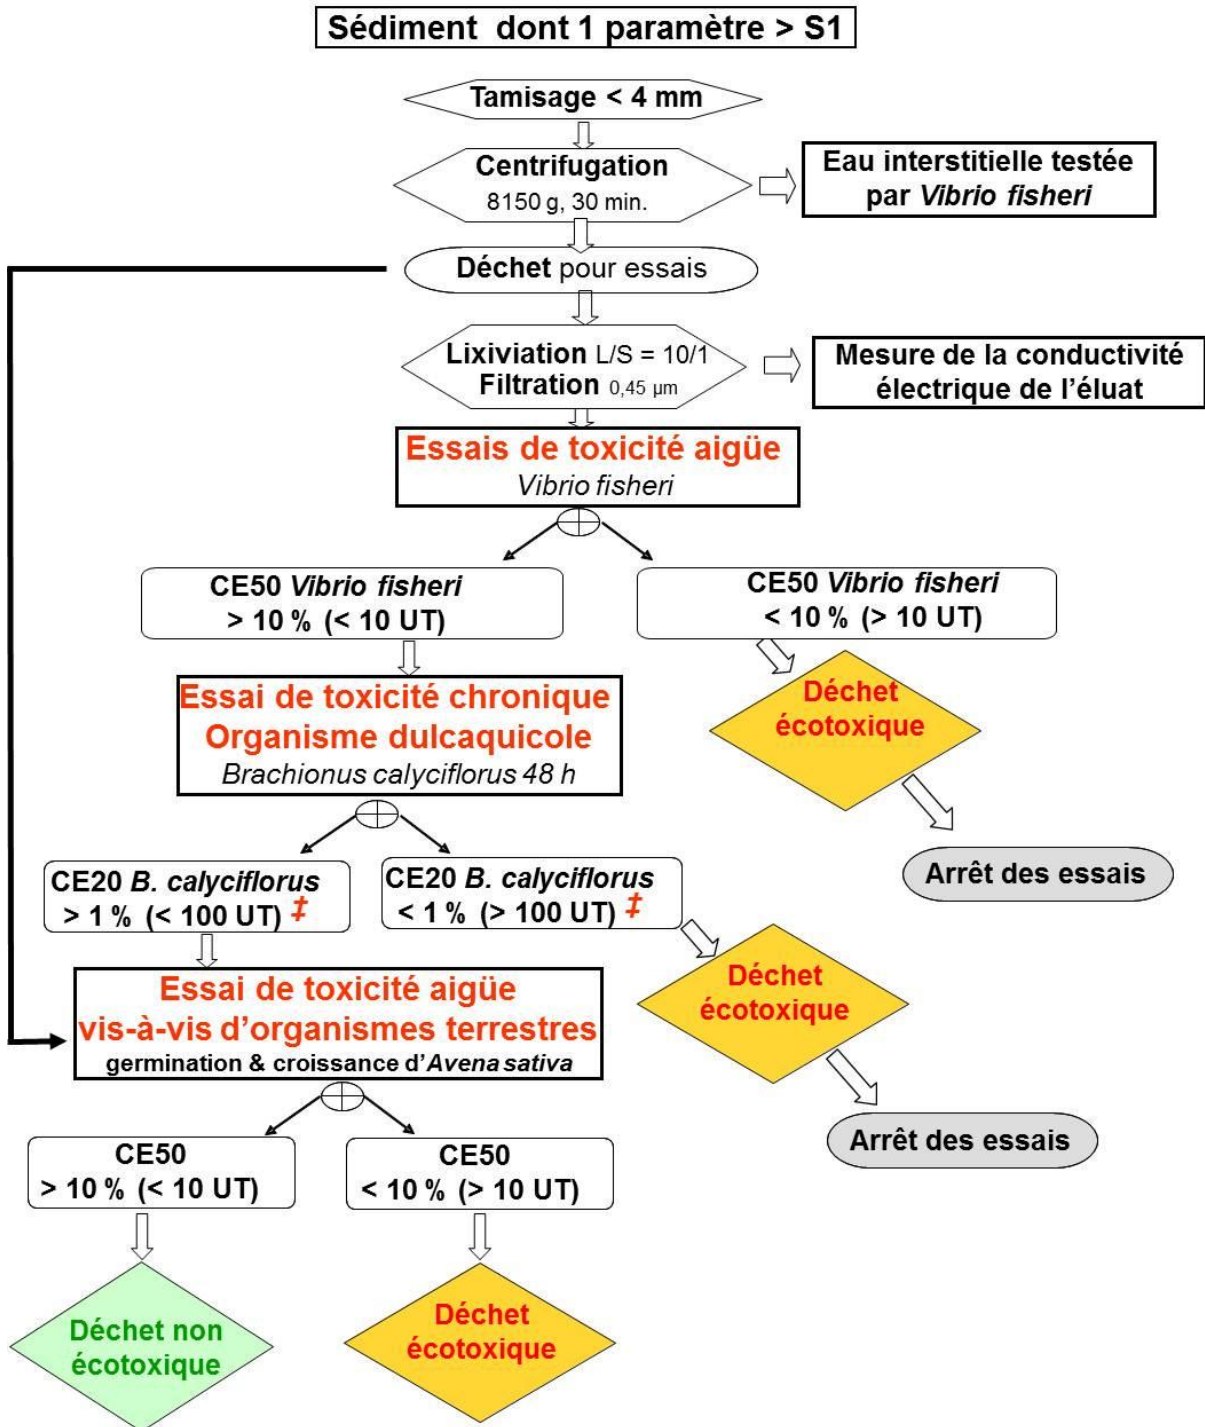 Sédiment dont 1 paramètre > S1
Tamisage < 4 mm
Centrifugation
8150 g, 30 min.
Eau interstitielle testée
par Vibrio fisheri
Déchet pour essais
Lixiviation L/S = 10/1
Filtration 0,45 µm
Mesure de la conductivité
électrique de l'éluat
Essais de toxicité aigüe
Vibrio fisheri
CE50 Vibrio fisheri
> 10 % (< 10 UT)
CE50 Vibrio fisheri
< 10 % (> 10 UT)
Déchet
écotoxique
Arrêt des essais
Essai de toxicité chronique
Organisme dulcaquicole
Brachionus calyciflorus 48 h
CE20 B. calyciflorus
> 1 % (< 100 UT) ‡
CE20 B. calyciflorus
< 1 % (> 100 UT) ‡
Déchet
écotoxique
Arrêt des essais
Essai de toxicité aigüe
vis-à-vis d'organismes terrestres
germination & croissance d'Avena sativa
CE50
> 10 % (< 10 UT)
CE50
< 10 % (> 10 UT)
Déchet non
écotoxique
Déchet
écotoxique